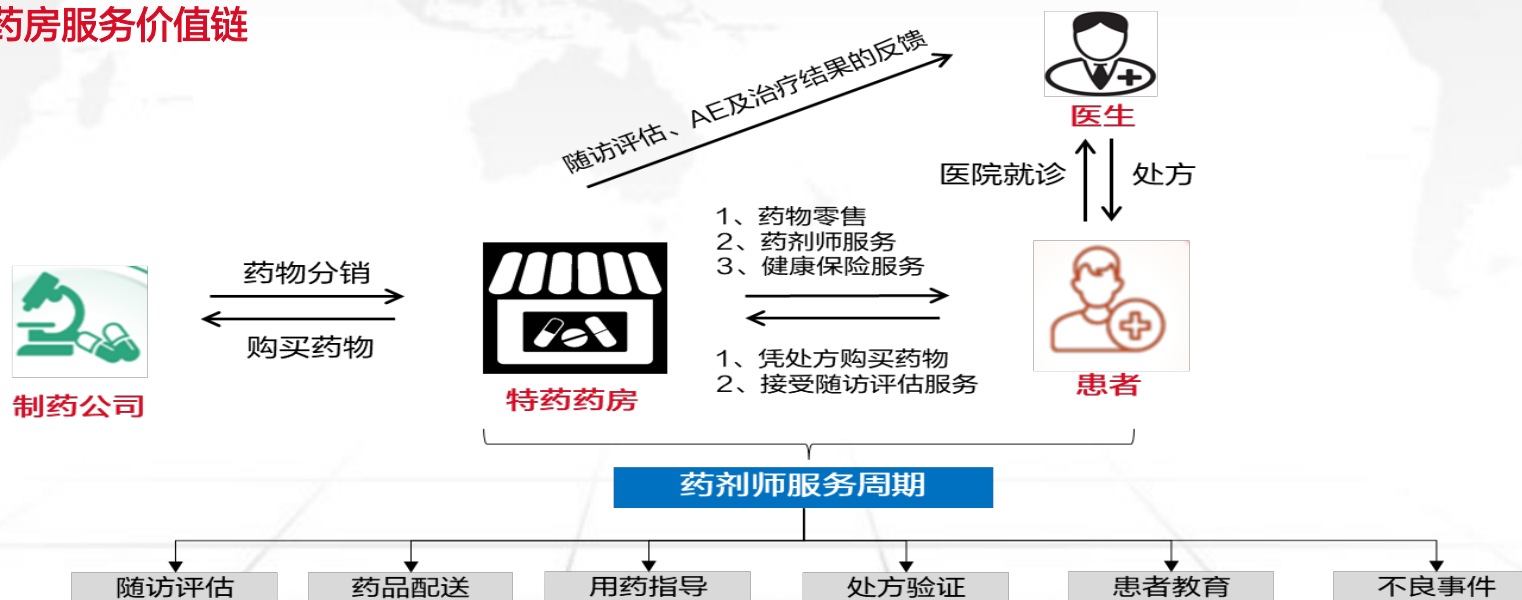 药房服务价值链
随访评估、AE及治疗结果的反馈
医生
医院就诊
处方
1、药物零售
2、药剂师服务
3、健康保险服务
药物分销
购买药物
1、凭处方购买药物
2、接受随访评估服务
制药公司
特药药房
患者
药剂师服务周期
随访评估
药品配送
用药指导
处方验证
患者教育
不良事件